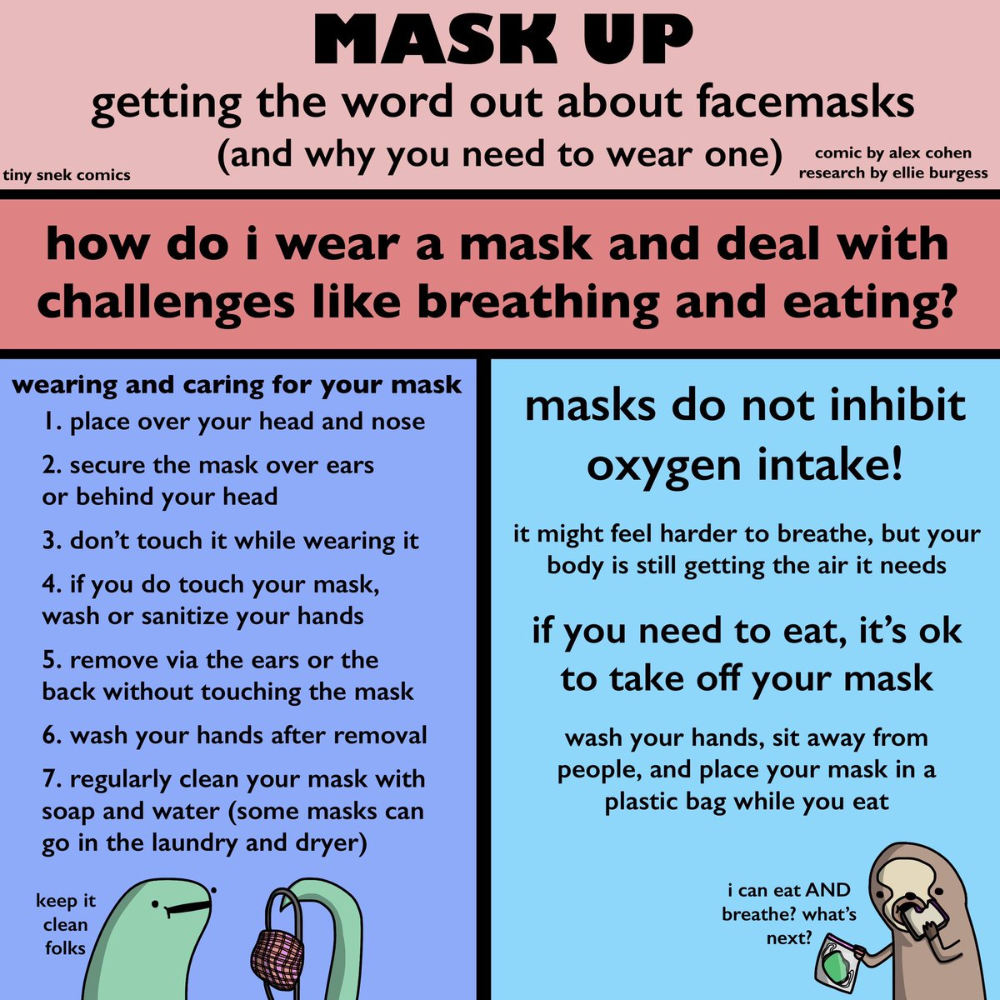 MASK UP
getting the word out about facemasks
(and why you need to wear one)
tiny snek comics
comic by alex cohen
research by ellie burgess
how do i wear a mask and deal with
challenges like breathing and eating?
wearing and caring for your mask
1. place over your head and nose
2. secure the mask over ears
or behind your head
3. don't touch it while wearing it
4. if you do touch your mask,
wash or sanitize your hands
5. remove via the ears or the
back without touching the mask
6. wash your hands after removal
7. regularly clean your mask with
soap and water (some masks can
go in the laundry and dryer)
keep it
clean
folks
masks do not inhibit
oxygen intake!
it might feel harder to breathe, but your
body is still getting the air it needs
if you need to eat, it's ok
to take off your mask
wash your hands, sit away from
people, and place your mask in a
plastic bag while you eat
i can eat AND
breathe? what's
next?